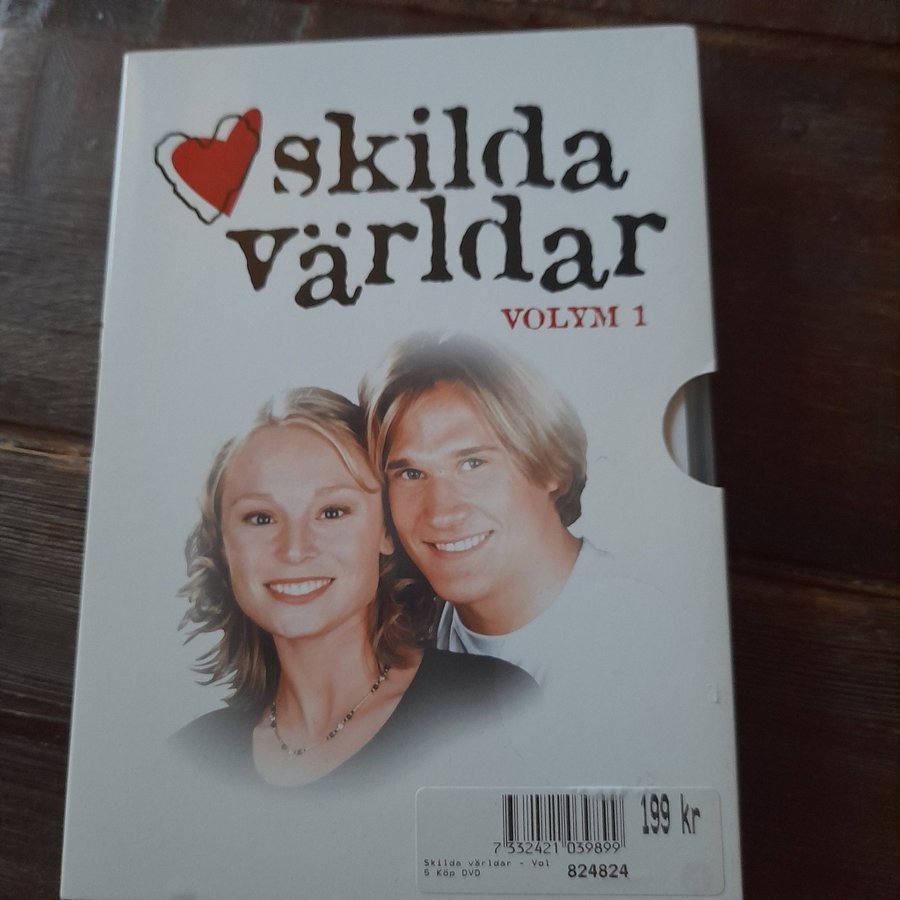 skilda
världar
VOLYM 1
199 kr
7 332421 039899
Skilda världar - Vol
5 Köp DVD
824824